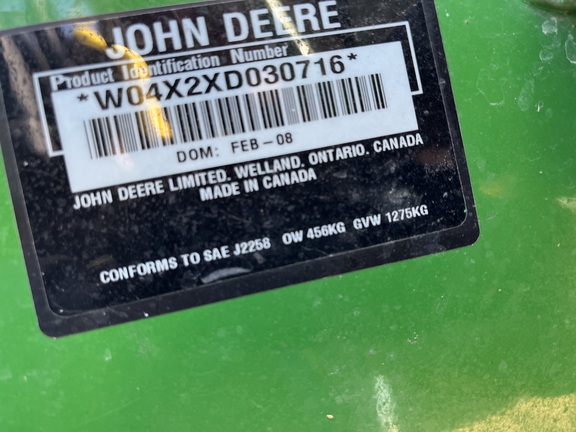 JOHN DEERE
Product Identification Number
*W04X2XD030716*
DOM: FEB-08
JOHN DEERE LIMITED. WELLAND. ONTARIO. CANADA
MADE IN CANADA
CONFORMS TO SAE J2258 OW 456KG GVW 1275KG